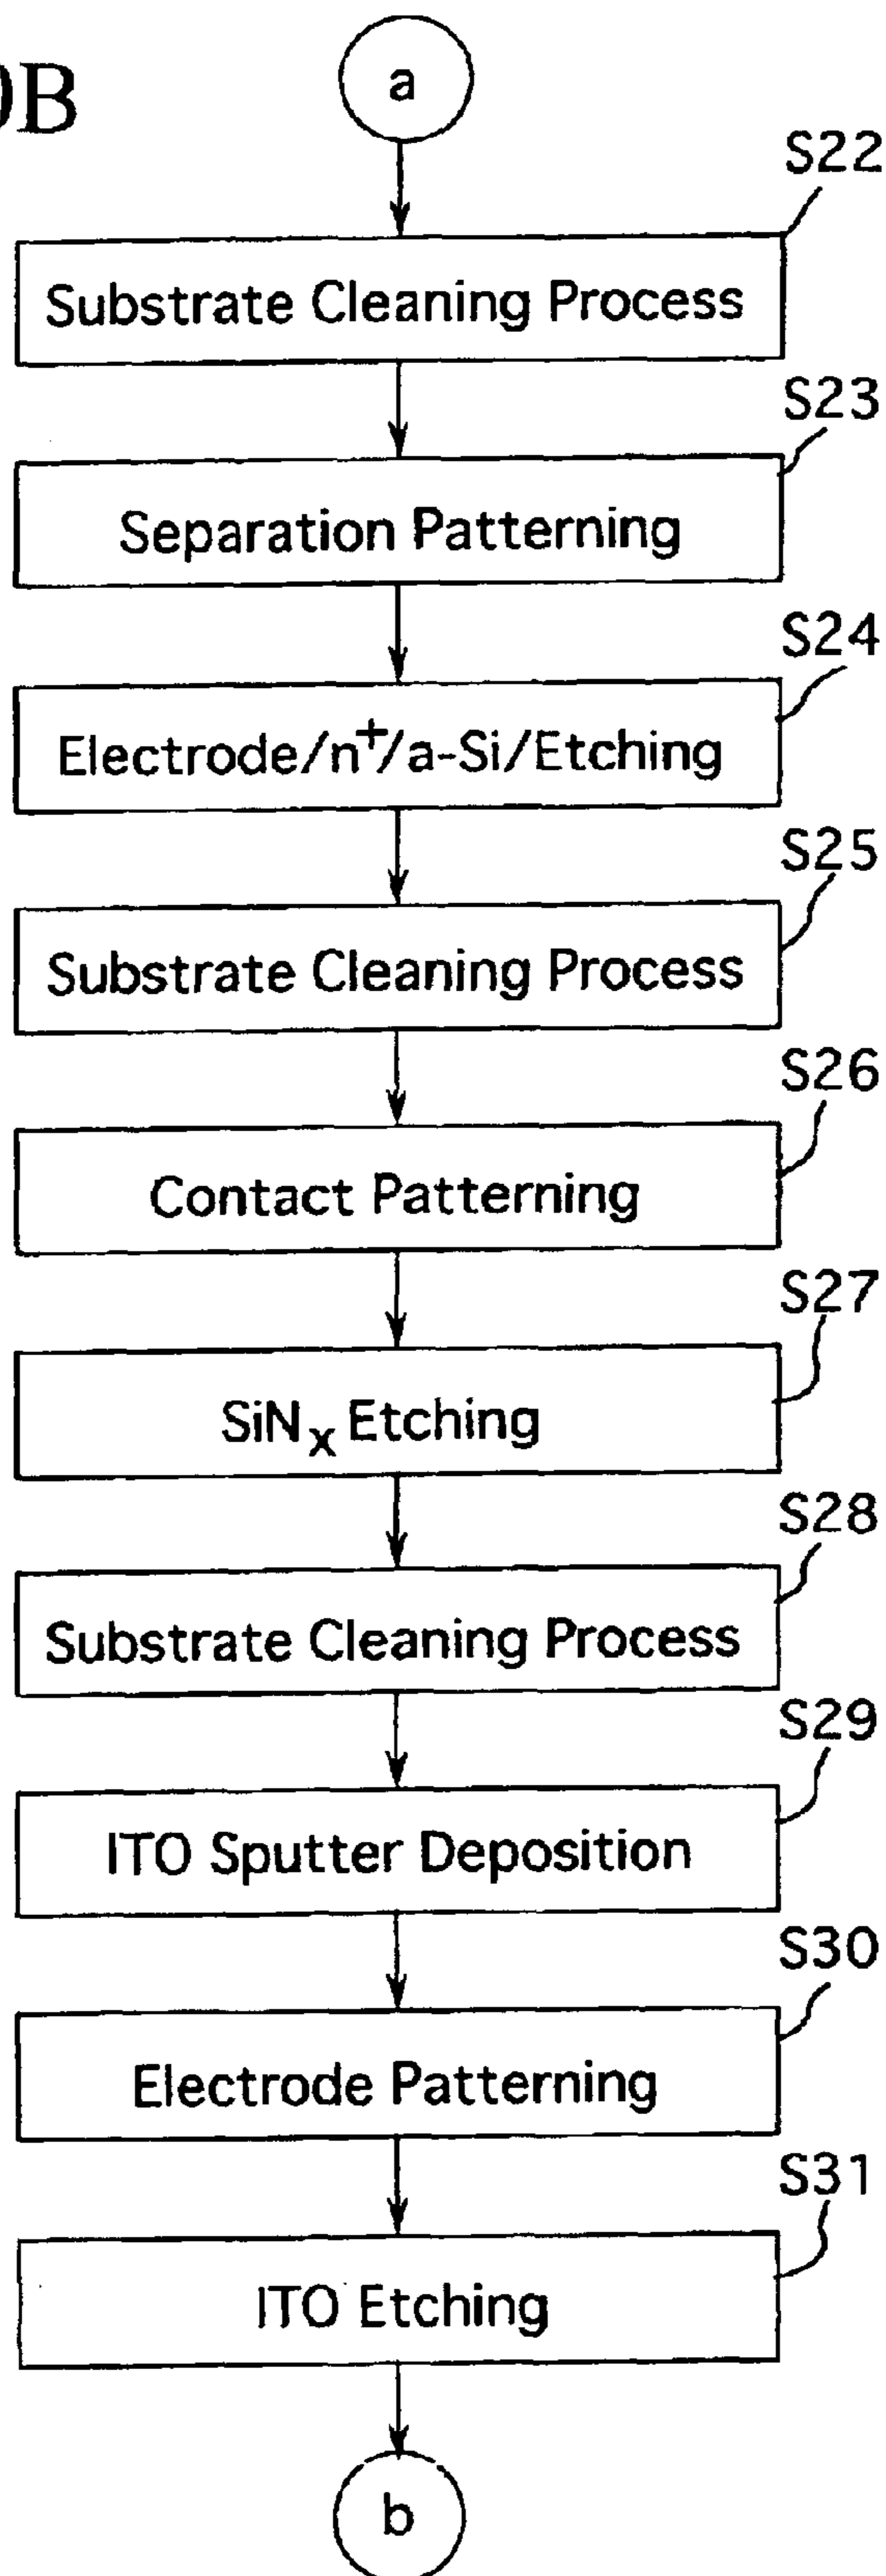 0B
a
S22
Substrate Cleaning Process
S23
Separation Patterning
S24
Electrode/n⁺/a-Si/Etching
S25
Substrate Cleaning Process
S26
Contact Patterning
S27
SiNₓ Etching
S28
Substrate Cleaning Process
S29
ITO Sputter Deposition
S30
Electrode Patterning
S31
ITO Etching
b